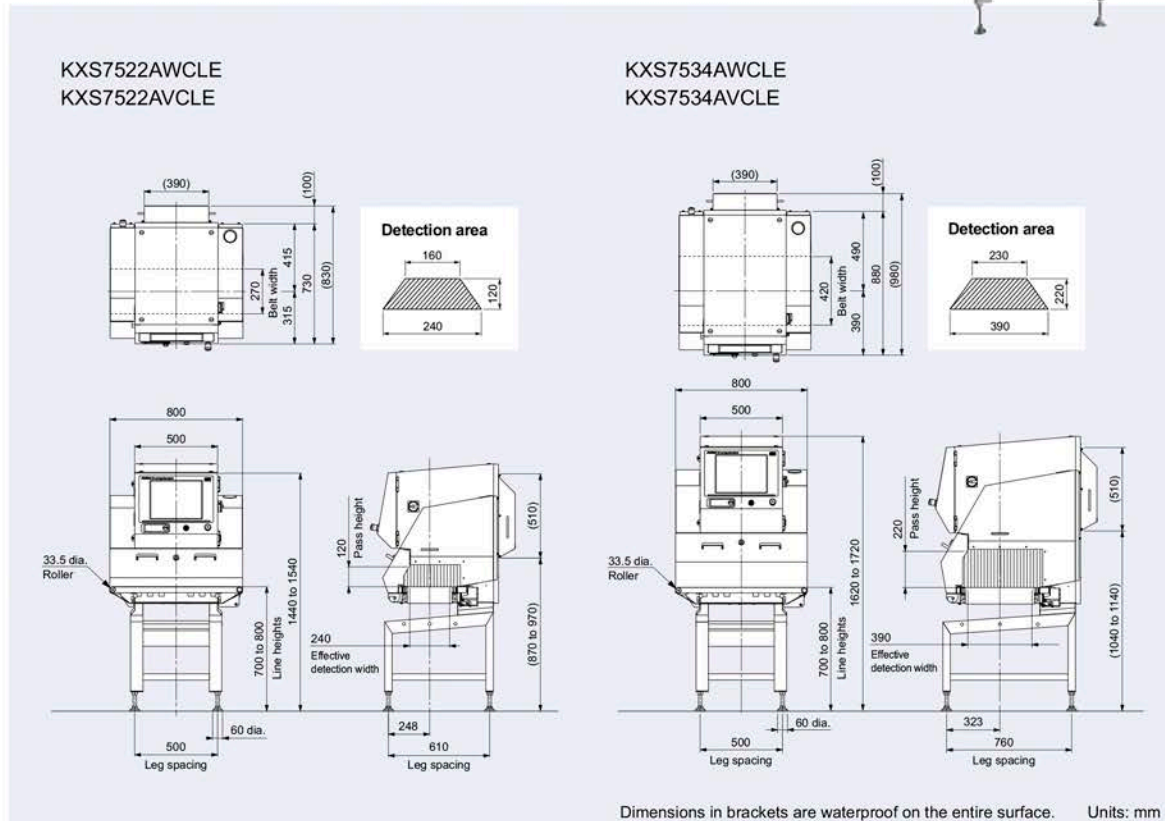 KXS7522AWCLE
KXS7522AVCLE
(390)
(100)
415
730
(830)
270
Belt width
315
Detection area
160
120
240
800
500
120
Pass height
(510)
33.5 dia.
Roller
700 to 800
Line heights
1440 to 1540
240
Effective
detection width
(870 to 970)
60 dia.
500
Leg spacing
248
610
Leg spacing
KXS7534AWCLE
KXS7534AVCLE
(390)
(100)
490
880
(980)
420
Belt width
390
Detection area
230
220
390
800
500
220
Pass height
(510)
33.5 dia.
Roller
700 to 800
Line heights
1620 to 1720
390
Effective
detection width
(1040 to 1140)
60 dia.
500
Leg spacing
323
760
Leg spacing
Dimensions in brackets are waterproof on the entire surface. Units: mm